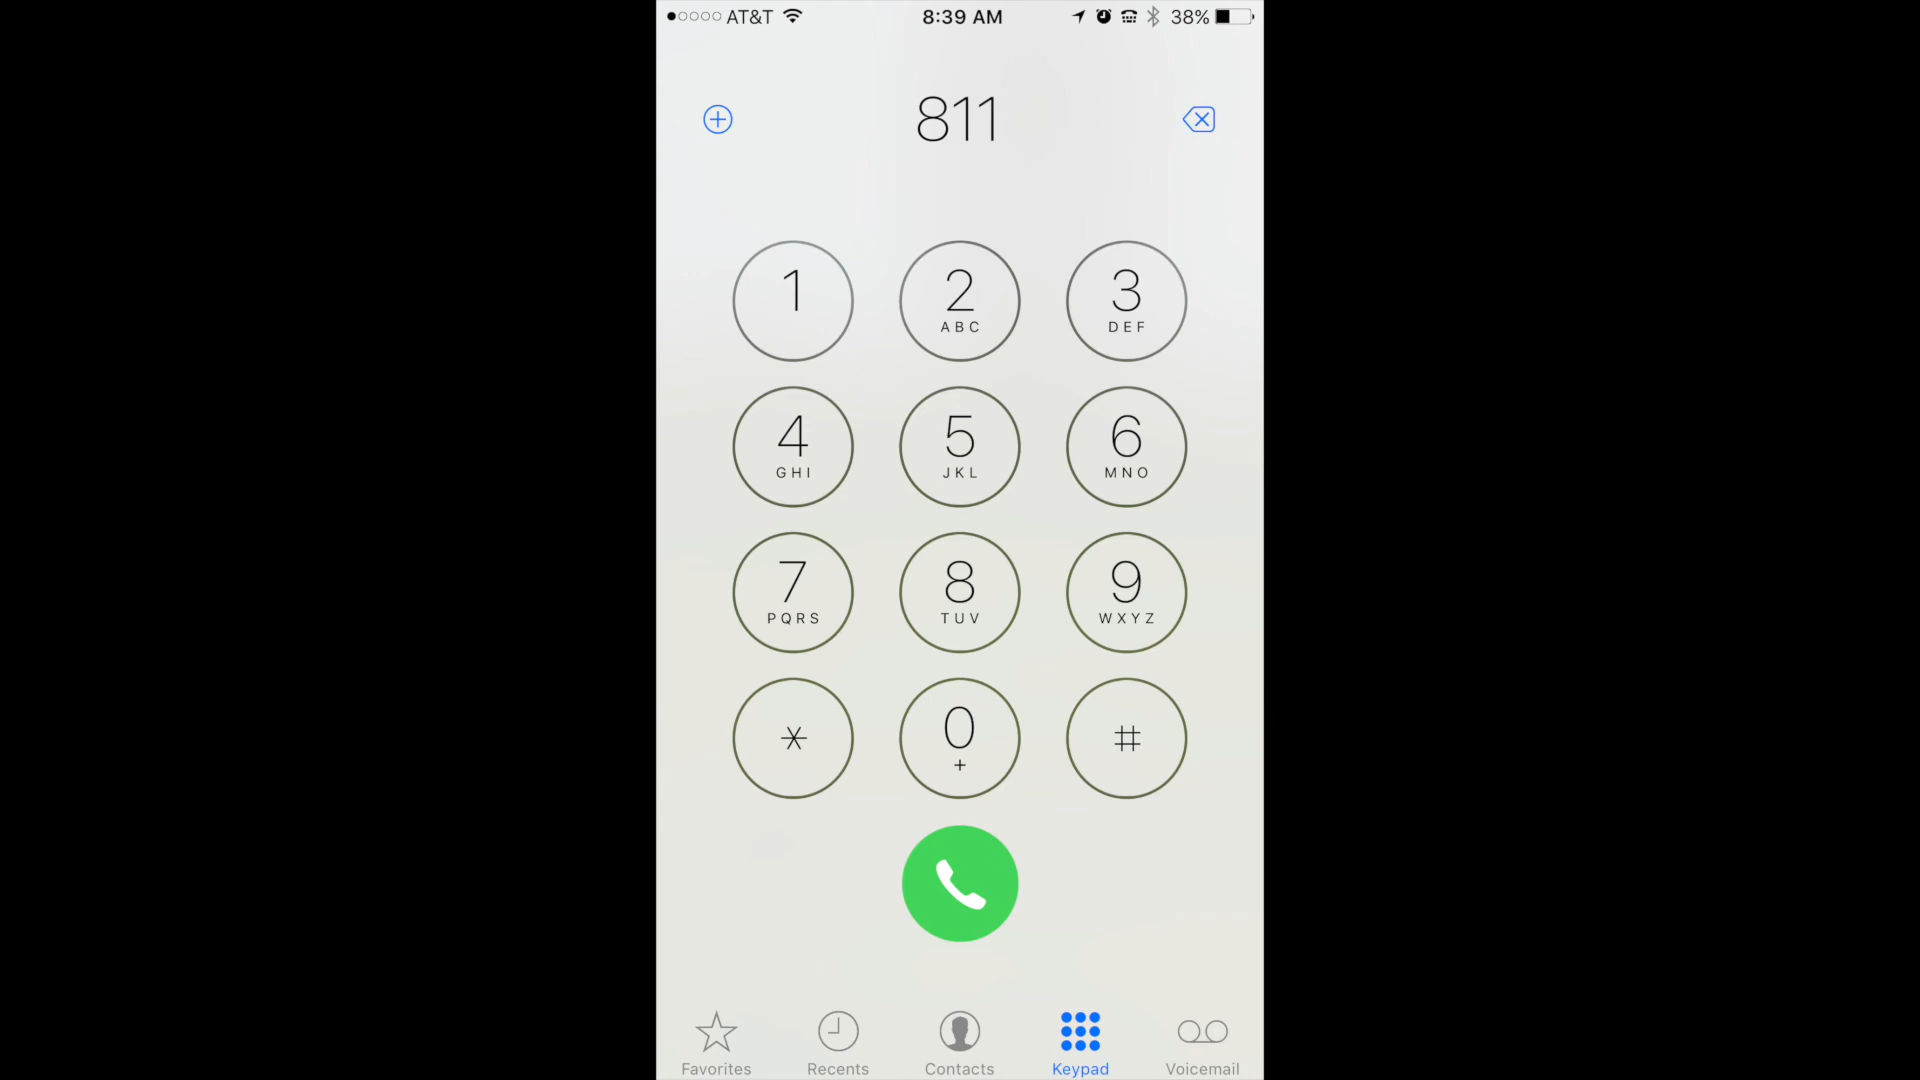 AT&T 8:39 AM 38%
811
1 2 3
ABC DEF
4 5 6
GHI JKL MNO
7 8 9
PQRS TUV WXYZ
* 0 #
+
Favorites Recents Contacts Keypad Voicemail